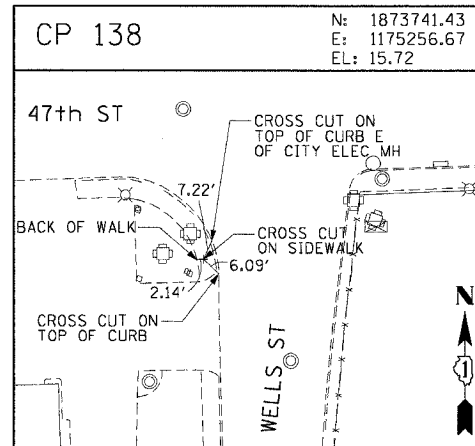 CP 138
N: 1873741.43
E: 1175256.67
EL: 15.72
47th ST
CROSS CUT ON
TOP OF CURB E
OF CITY ELEC MH
7.22'
BACK OF WALK
CROSS CUT
ON SIDEWALK
6.09'
2.14'
CROSS CUT ON
TOP OF CURB
WELLS ST
N
1